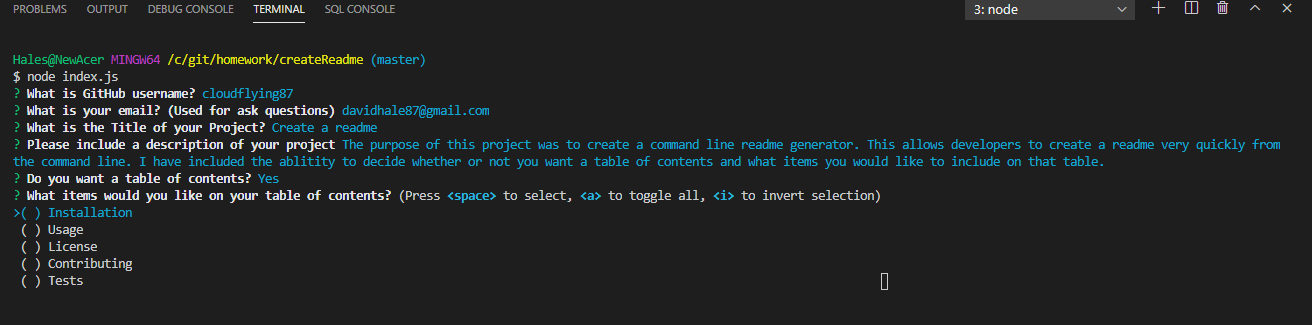 PROBLEMS OUTPUT DEBUG CONSOLE TERMINAL SQL CONSOLE 3: node
Hales@NewAcer MINGW64 /c/git/homework/createReadme (master)
$ node index.js
? What is GitHub username? cloudflying87
? What is your email? (Used for ask questions) davidhale87@gmail.com
? What is the Title of your Project? Create a readme
? Please include a description of your project The purpose of this project was to create a command line readme generator. This allows developers to create a readme very quickly from
the command line. I have included the ablitity to decide whether or not you want a table of contents and what items you would like to include on that table.
? Do you want a table of contents? Yes
? What items would you like on your table of contents? (Press <space> to select, <a> to toggle all, <i> to invert selection)
>( ) Installation
( ) Usage
( ) License
( ) Contributing
( ) Tests